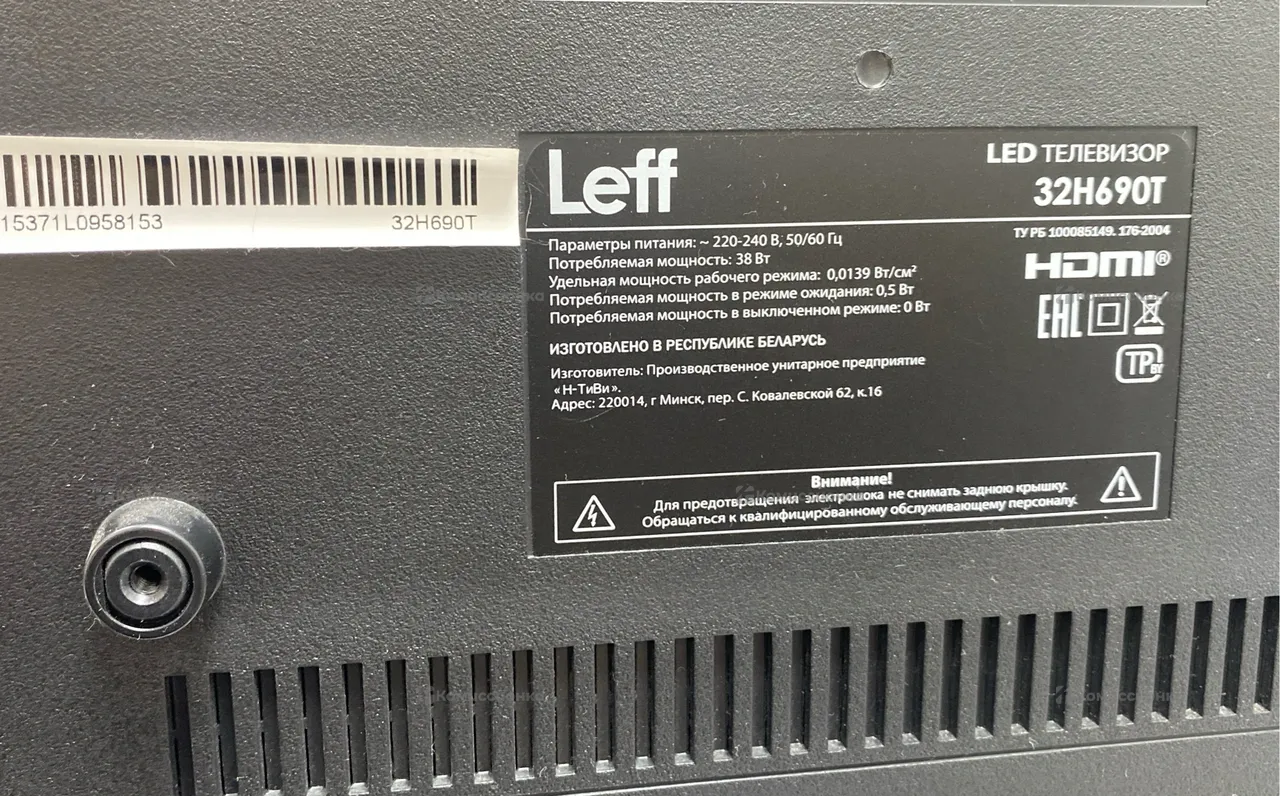 15371L0958153 32H690T
Leff
LED ТЕЛЕВИЗОР
32H690T
ТУ РБ 100085149. 176-2004
Параметры питания: ~ 220-240 В, 50/60 Гц
Потребляемая мощность: 38 Вт
Удельная мощность рабочего режима: 0,0139 Вт/см²
Потребляемая мощность в режиме ожидания: 0,5 Вт
Потребляемая мощность в выключенном режиме: 0 Вт
HDMI®
EAC
TP BY
ИЗГОТОВЛЕНО В РЕСПУБЛИКЕ БЕЛАРУСЬ
Изготовитель: Производственное унитарное предприятие
«Н-ТиВи».
Адрес: 220014, г Минск, пер. С. Ковалевской 62, к.16
Внимание!
Для предотвращения электрошока не снимать заднюю крышку.
Обращаться к квалифицированному обслуживающему персоналу.